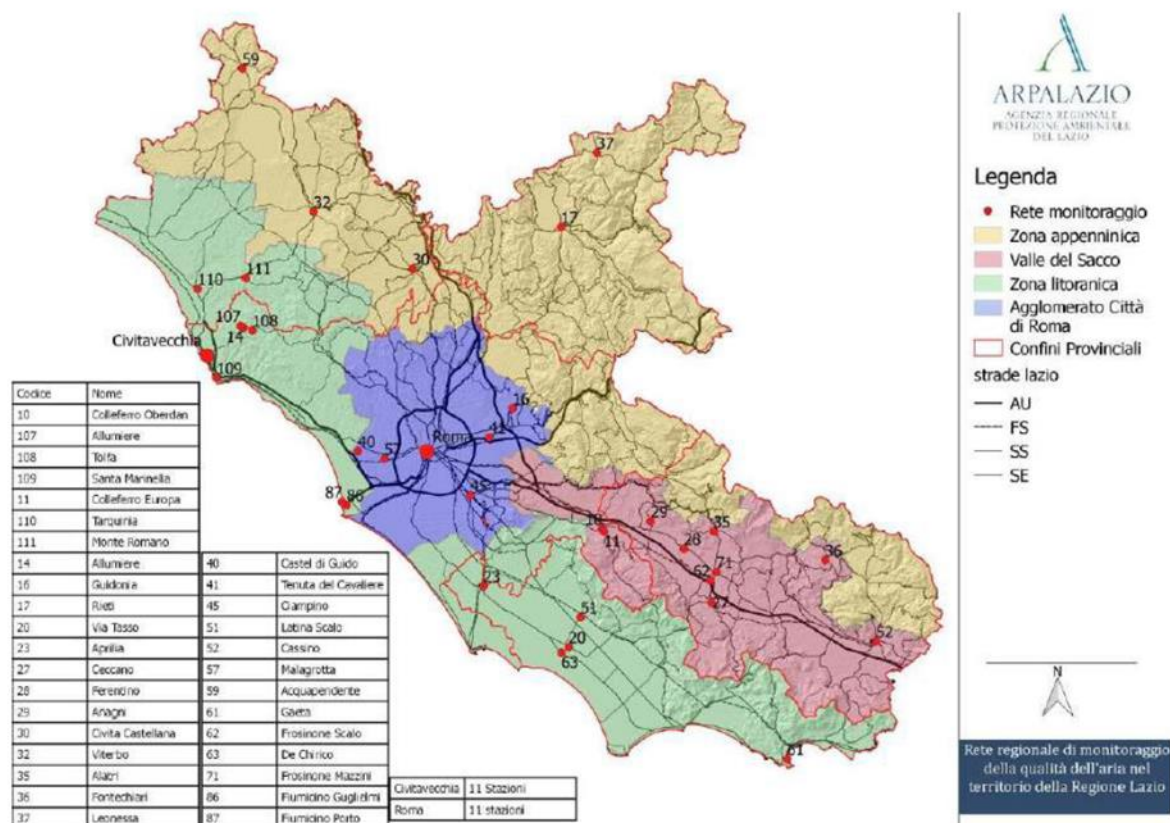 59
37
32
17
30
111
110
107
108
14
Civitavecchia
109
16
41
Roma
40
57
45
87
86
10
11
29
35
28
36
71
62
27
52
23
51
20
63
61
Codice Nome
10 Colleferro Oberdan
107 Allumiere
108 Tolfa
109 Santa Marinella
11 Colleferro Europa
110 Tarquinia
111 Monte Romano
14 Allumiere
16 Guidonia
17 Rieti
20 Via Tasso
23 Aprilia
27 Ceccano
28 Ferentino
29 Anagni
30 Civita Castellana
32 Viterbo
35 Alatri
36 Fontechiari
37 Leonessa
40 Castel di Guido
41 Tenuta del Cavaliere
45 Ciampino
51 Latina Scalo
52 Cassino
57 Malagrotta
59 Acquapendente
61 Gaeta
62 Frosinone Scalo
63 De Chirico
71 Frosinone Mazzini
86 Fiumicino Guglielmi
87 Fiumicino Porto
Civitavecchia 11 Stazioni
Roma 11 stazioni
ARPALAZIO
AGENZIA REGIONALE
PROTEZIONE AMBIENTALE
DEL LAZIO
Legenda
Rete monitoraggio
Zona appenninica
Valle del Sacco
Zona litoranica
Agglomerato Città
di Roma
Confini Provinciali
strade lazio
AU
FS
SS
SE
N
Rete regionale di monitoraggio
della qualità dell'aria nel
territorio della Regione Lazio